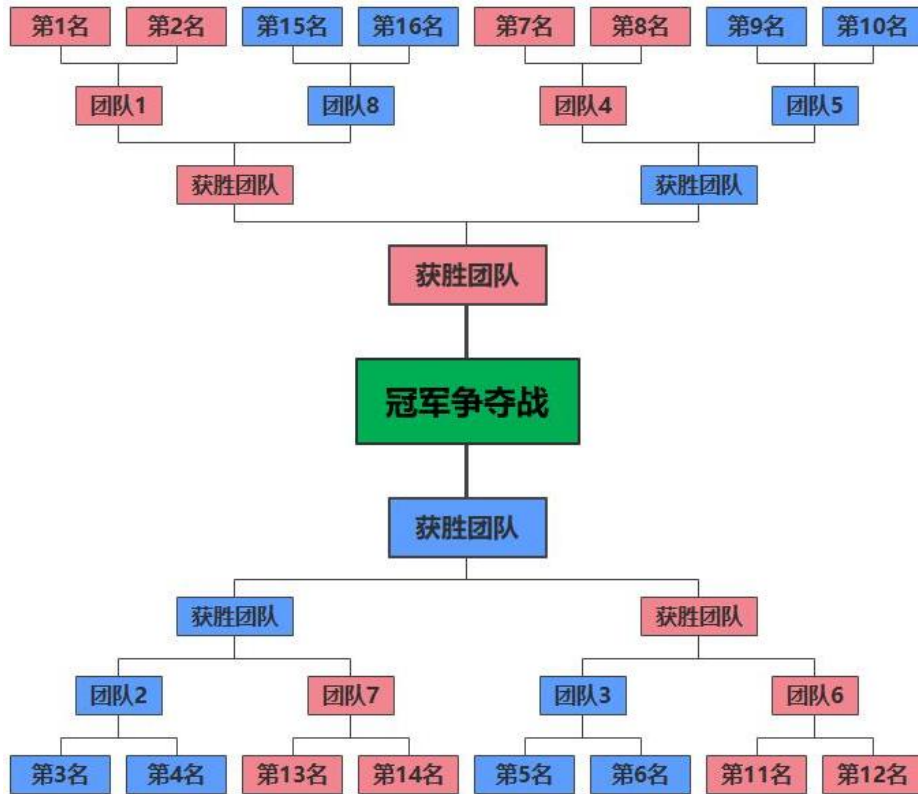 第1名 第2名 第15名 第16名 第7名 第8名 第9名 第10名
团队1 团队8 团队4 团队5
获胜团队 获胜团队
获胜团队
冠军争夺战
获胜团队
获胜团队 获胜团队
团队2 团队7 团队3 团队6
第3名 第4名 第13名 第14名 第5名 第6名 第11名 第12名